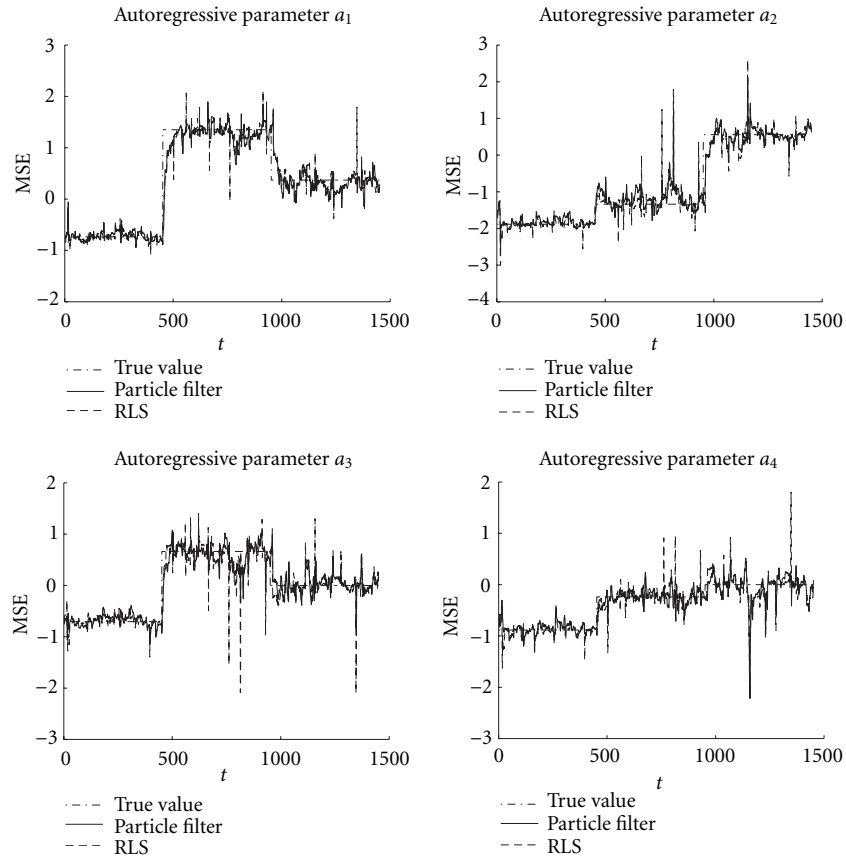 Autoregressive parameter a1
3
2
1
0
−1
−2
MSE
0
500
1000
1500
t
True value
Particle filter
RLS
Autoregressive parameter a2
3
2
1
0
−1
−2
−3
−4
MSE
0
500
1000
1500
t
True value
Particle filter
RLS
Autoregressive parameter a3
2
1
0
−1
−2
−3
MSE
0
500
1000
1500
t
True value
Particle filter
RLS
Autoregressive parameter a4
2
1
0
−1
−2
−3
MSE
0
500
1000
1500
t
True value
Particle filter
RLS